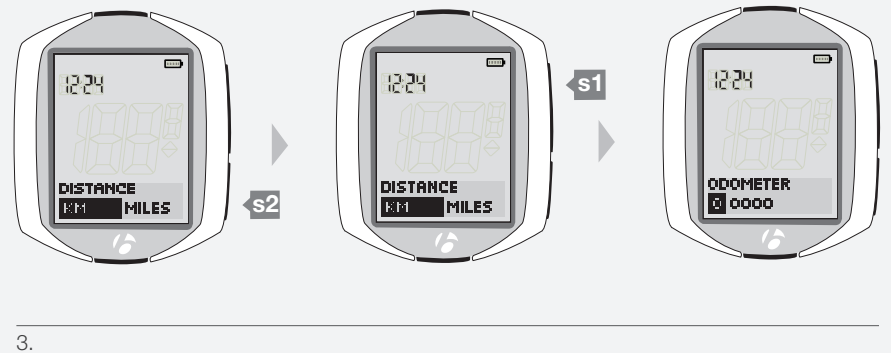 12:24
DISTANCE
KM MILES
s2
12:24
DISTANCE
KM MILES
s1
12:24
ODOMETER
0 0000
3.